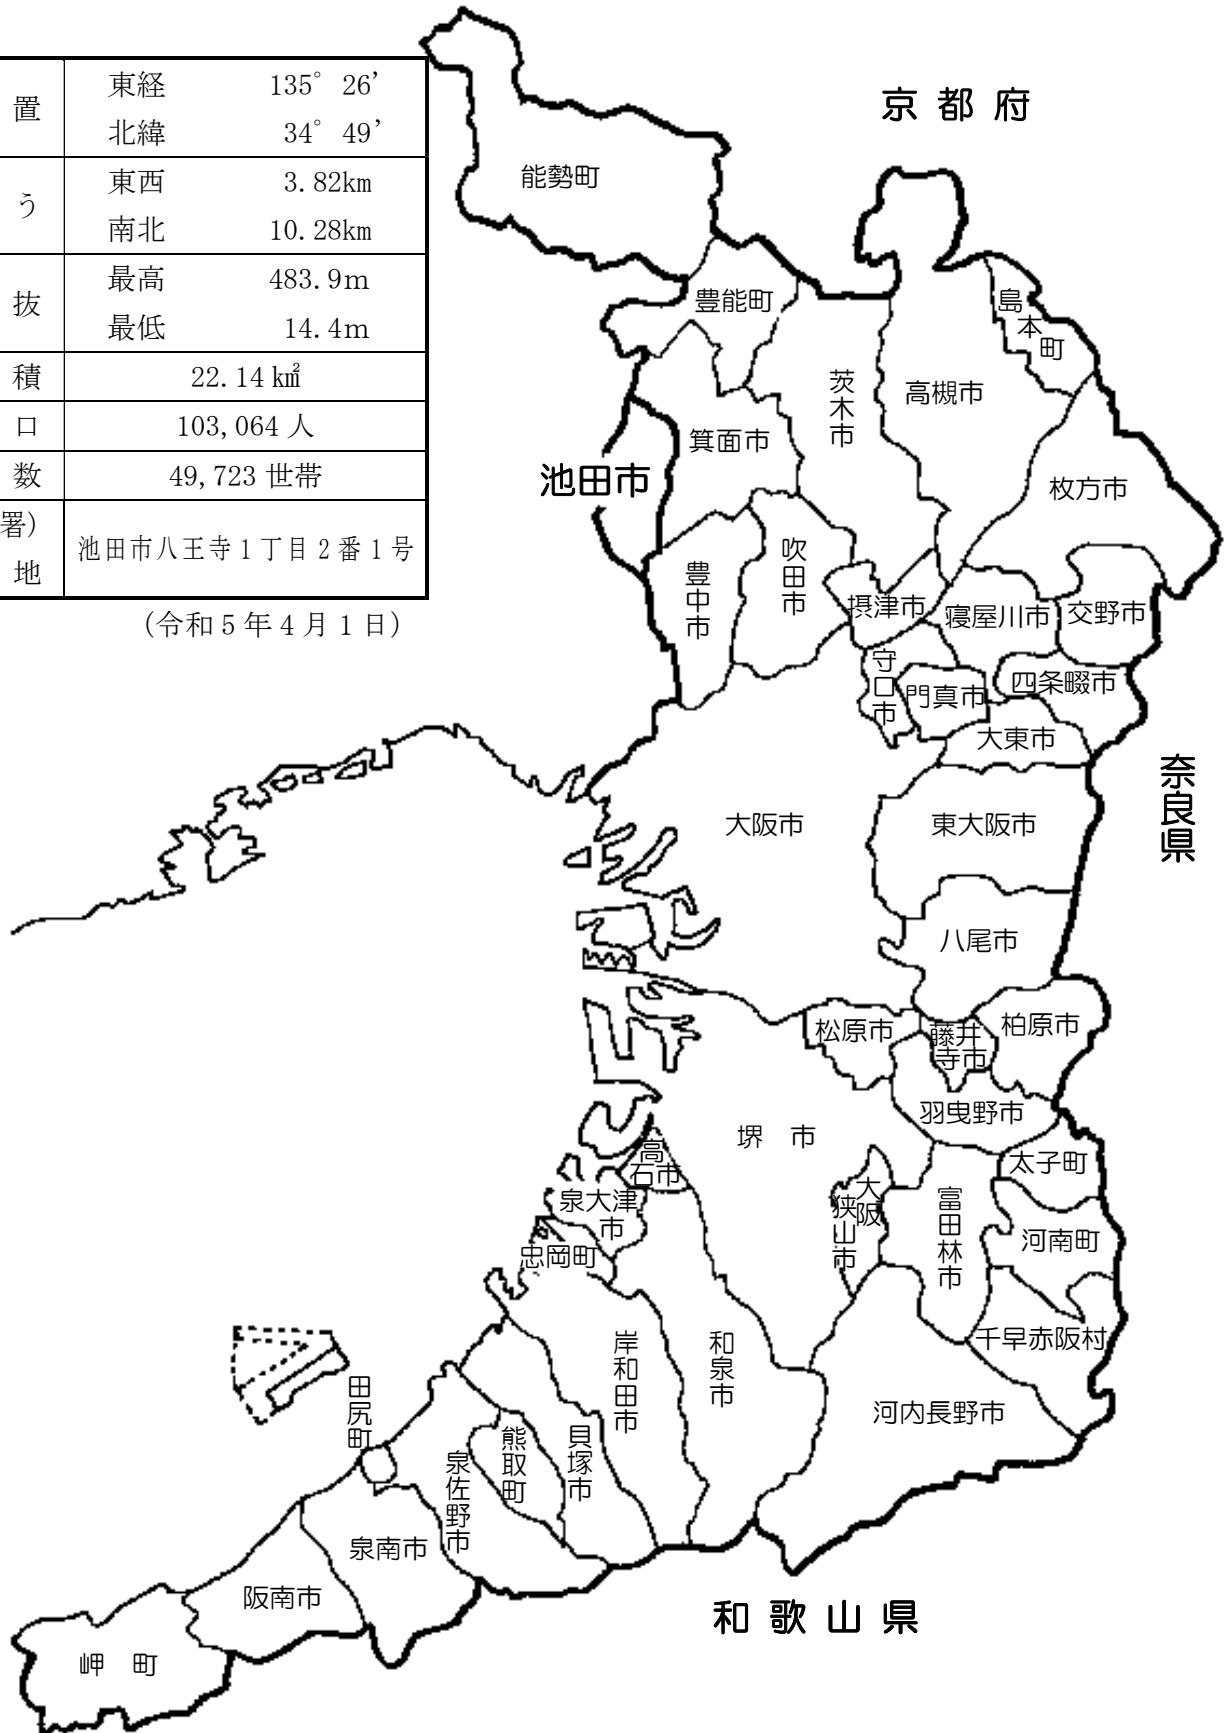 置
東経 135° 26’
北緯 34° 49’
う
東西 3.82㎞
南北 10.28㎞
抜
最高 483.9ｍ
最低 14.4ｍ
積 22.14㎢
口 103,064人
数 49,723世帯
署）
地
池田市八王寺1丁目2番1号
（令和5年4月1日）
京都府
能勢町
豊能町
島本町
茨木市
高槻市
箕面市
池田市
枚方市
吹田市
豊中市
摂津市
寝屋川市
交野市
守口市
門真市
四条畷市
大東市
奈良県
大阪市
東大阪市
八尾市
松原市
藤井
寺市
柏原市
羽曳野市
堺 市
高
石市
太子町
大阪
狭山市
富田林市
泉大津
市
河南町
忠岡町
千早赤阪村
岸和田市
和泉市
田尻町
河内長野市
熊取町
貝塚市
泉佐野市
泉南市
阪南市
和歌山県
岬 町